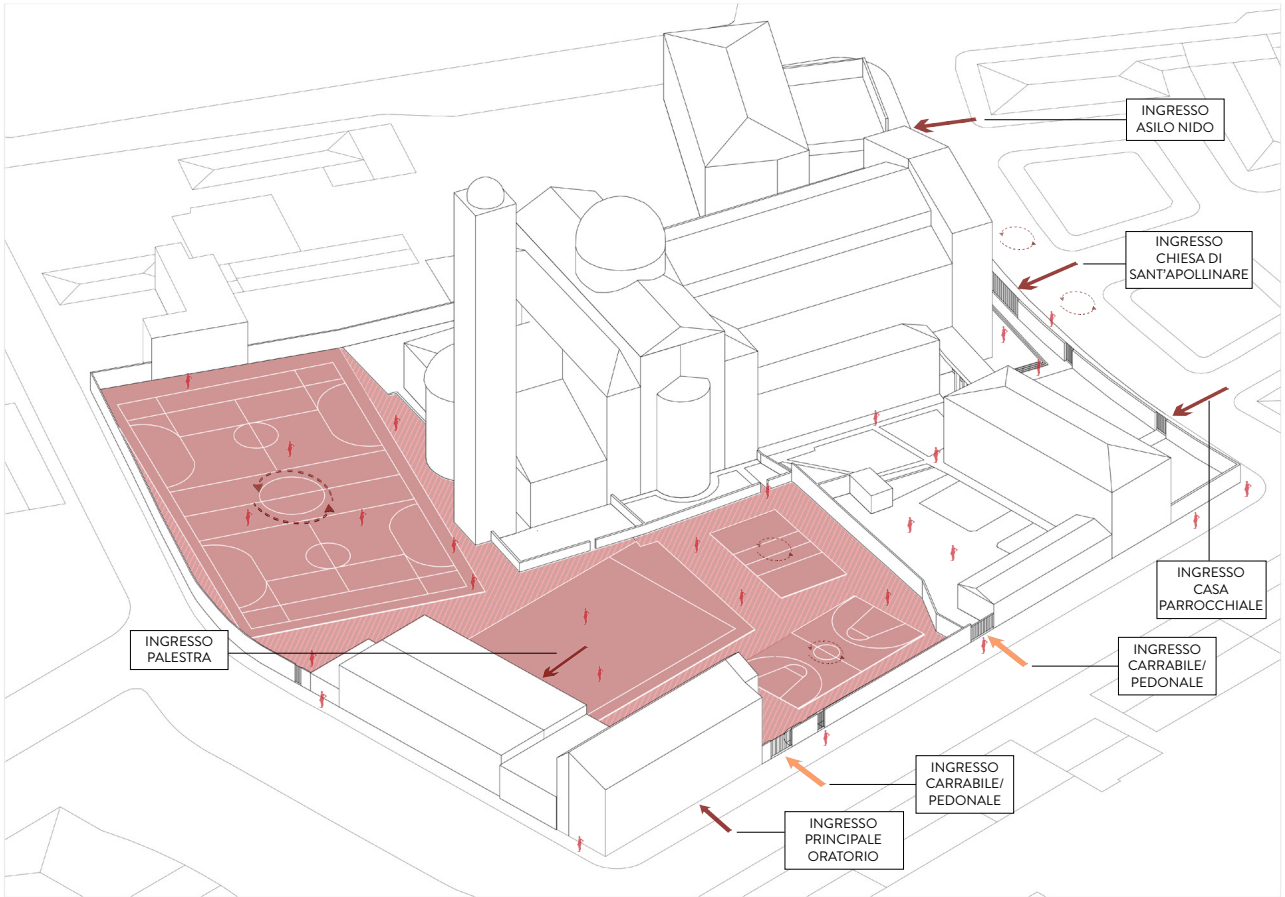 INGRESSO
ASILO NIDO
INGRESSO
CHIESA DI
SANT'APOLLINARE
INGRESSO
CASA
PARROCCHIALE
INGRESSO
PALESTRA
INGRESSO
CARRABILE/
PEDONALE
INGRESSO
CARRABILE/
PEDONALE
INGRESSO
PRINCIPALE
ORATORIO